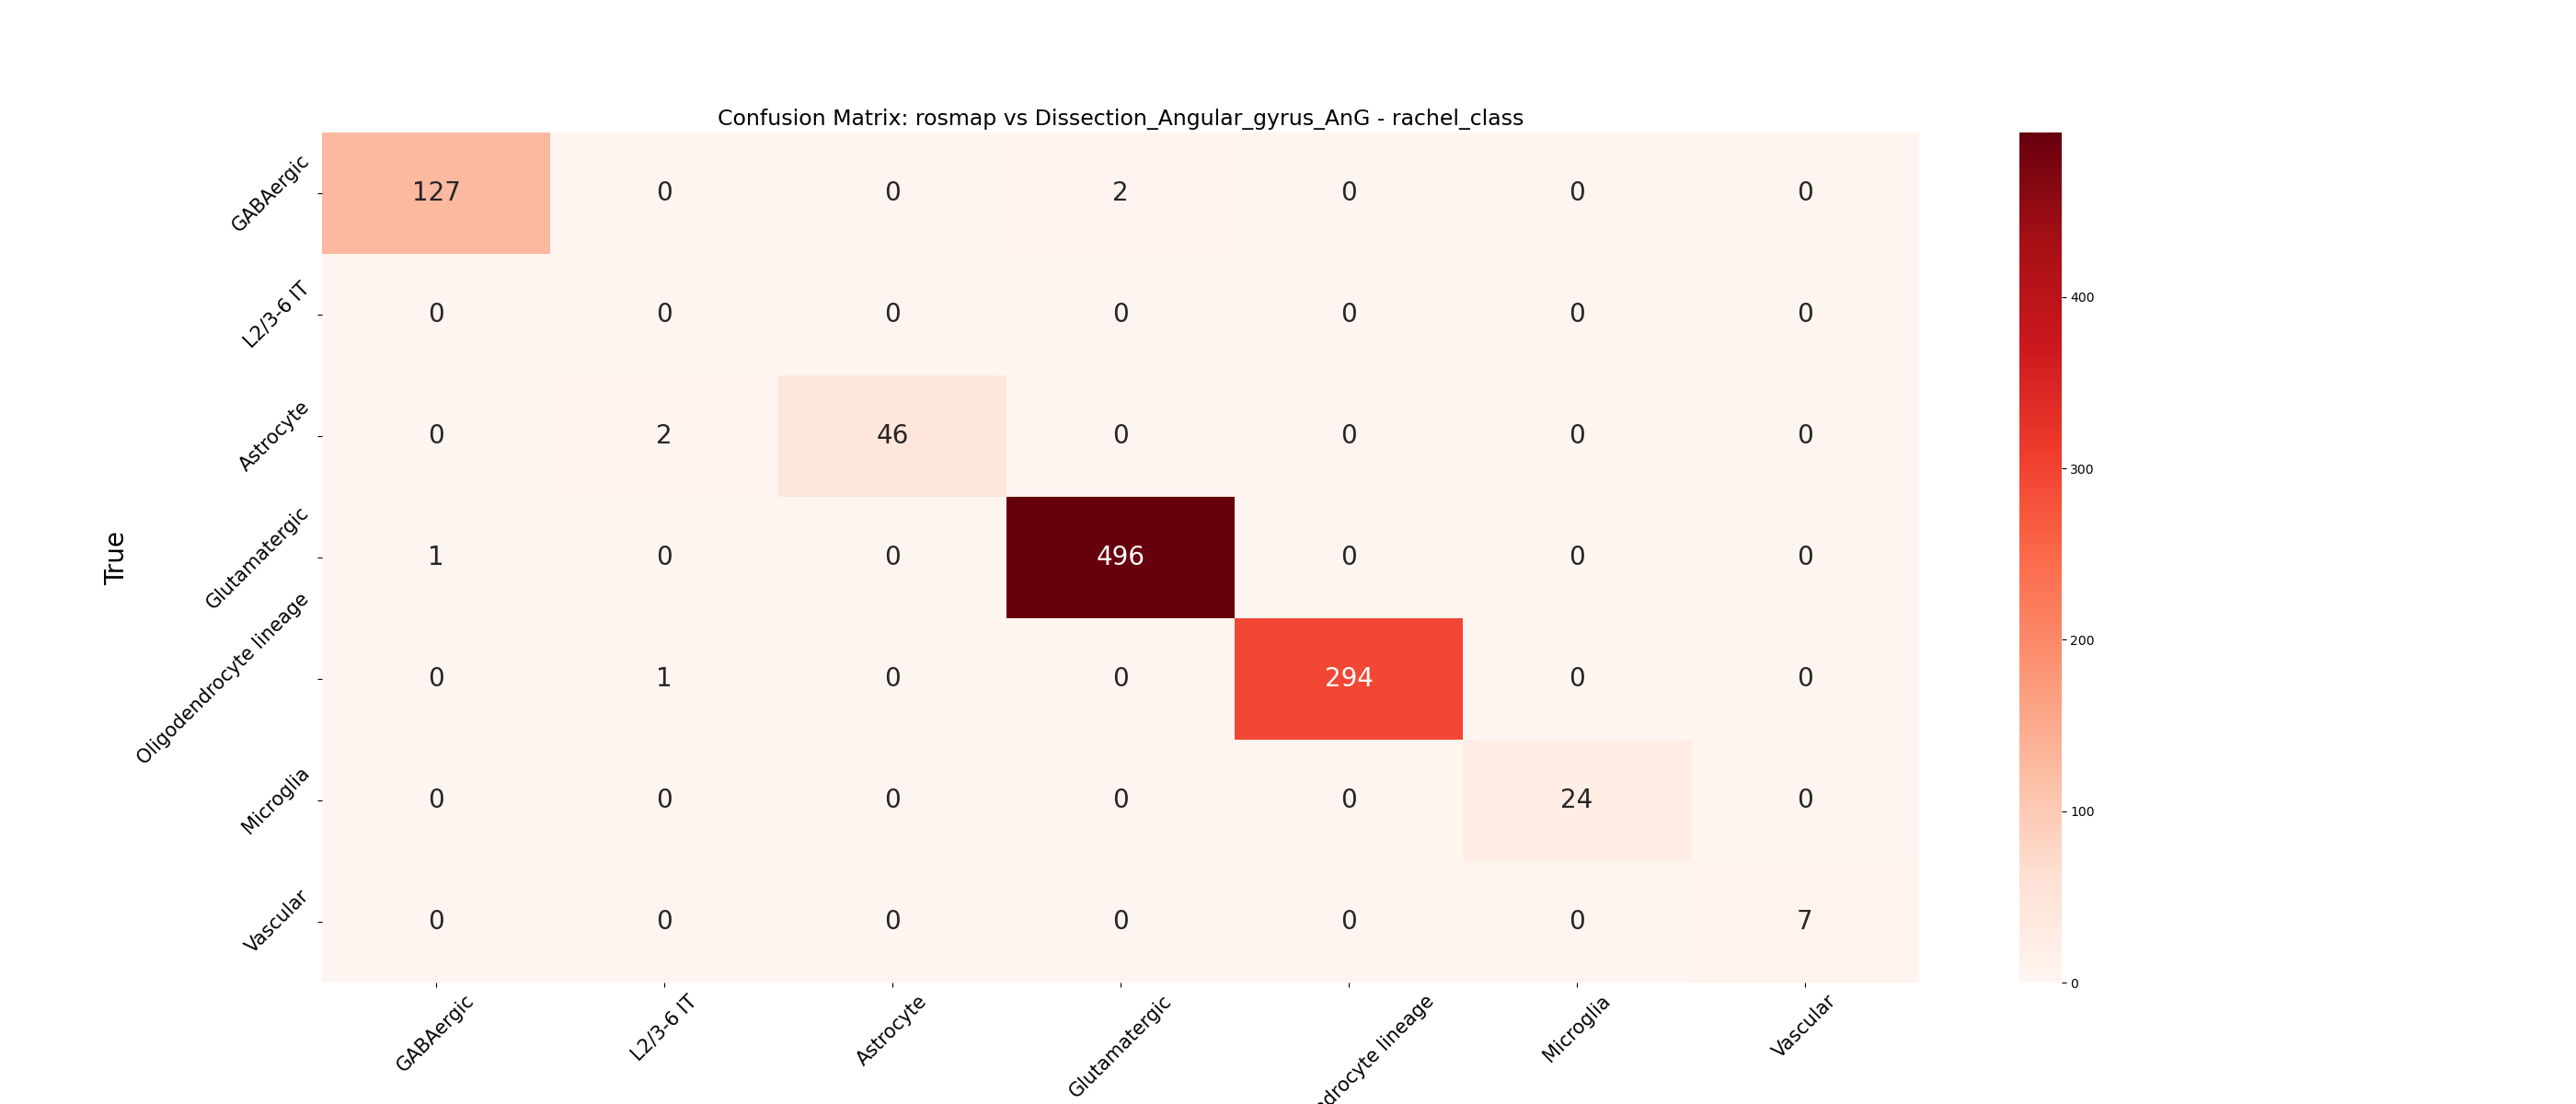 Confusion Matrix: rosmap vs Dissection_Angular_gyrus_AnG - rachel_class
True
GABAergic 127 0 0 2 0 0 0
L2/3-6 IT 0 0 0 0 0 0 0
Astrocyte 0 2 46 0 0 0 0
Glutamatergic 1 0 0 496 0 0 0
Oligodendrocyte lineage 0 1 0 0 294 0 0
Microglia 0 0 0 0 0 24 0
Vascular 0 0 0 0 0 0 7
GABAergic L2/3-6 IT Astrocyte Glutamatergic ndrocyte lineage Microglia Vascular
400
300
200
100
0